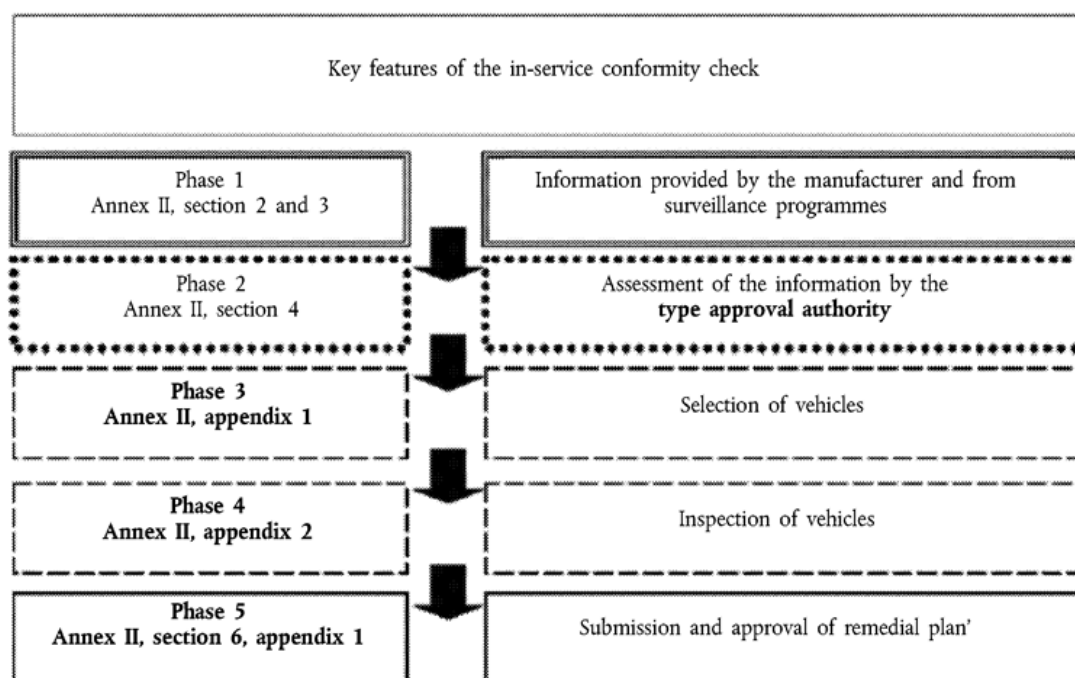 Key features of the in-service conformity check
Phase 1
Annex II, section 2 and 3
Information provided by the manufacturer and from
surveillance programmes
Phase 2
Annex II, section 4
Assessment of the information by the
type approval authority
Phase 3
Annex II, appendix 1
Selection of vehicles
Phase 4
Annex II, appendix 2
Inspection of vehicles
Phase 5
Annex II, section 6, appendix 1
Submission and approval of remedial plan’